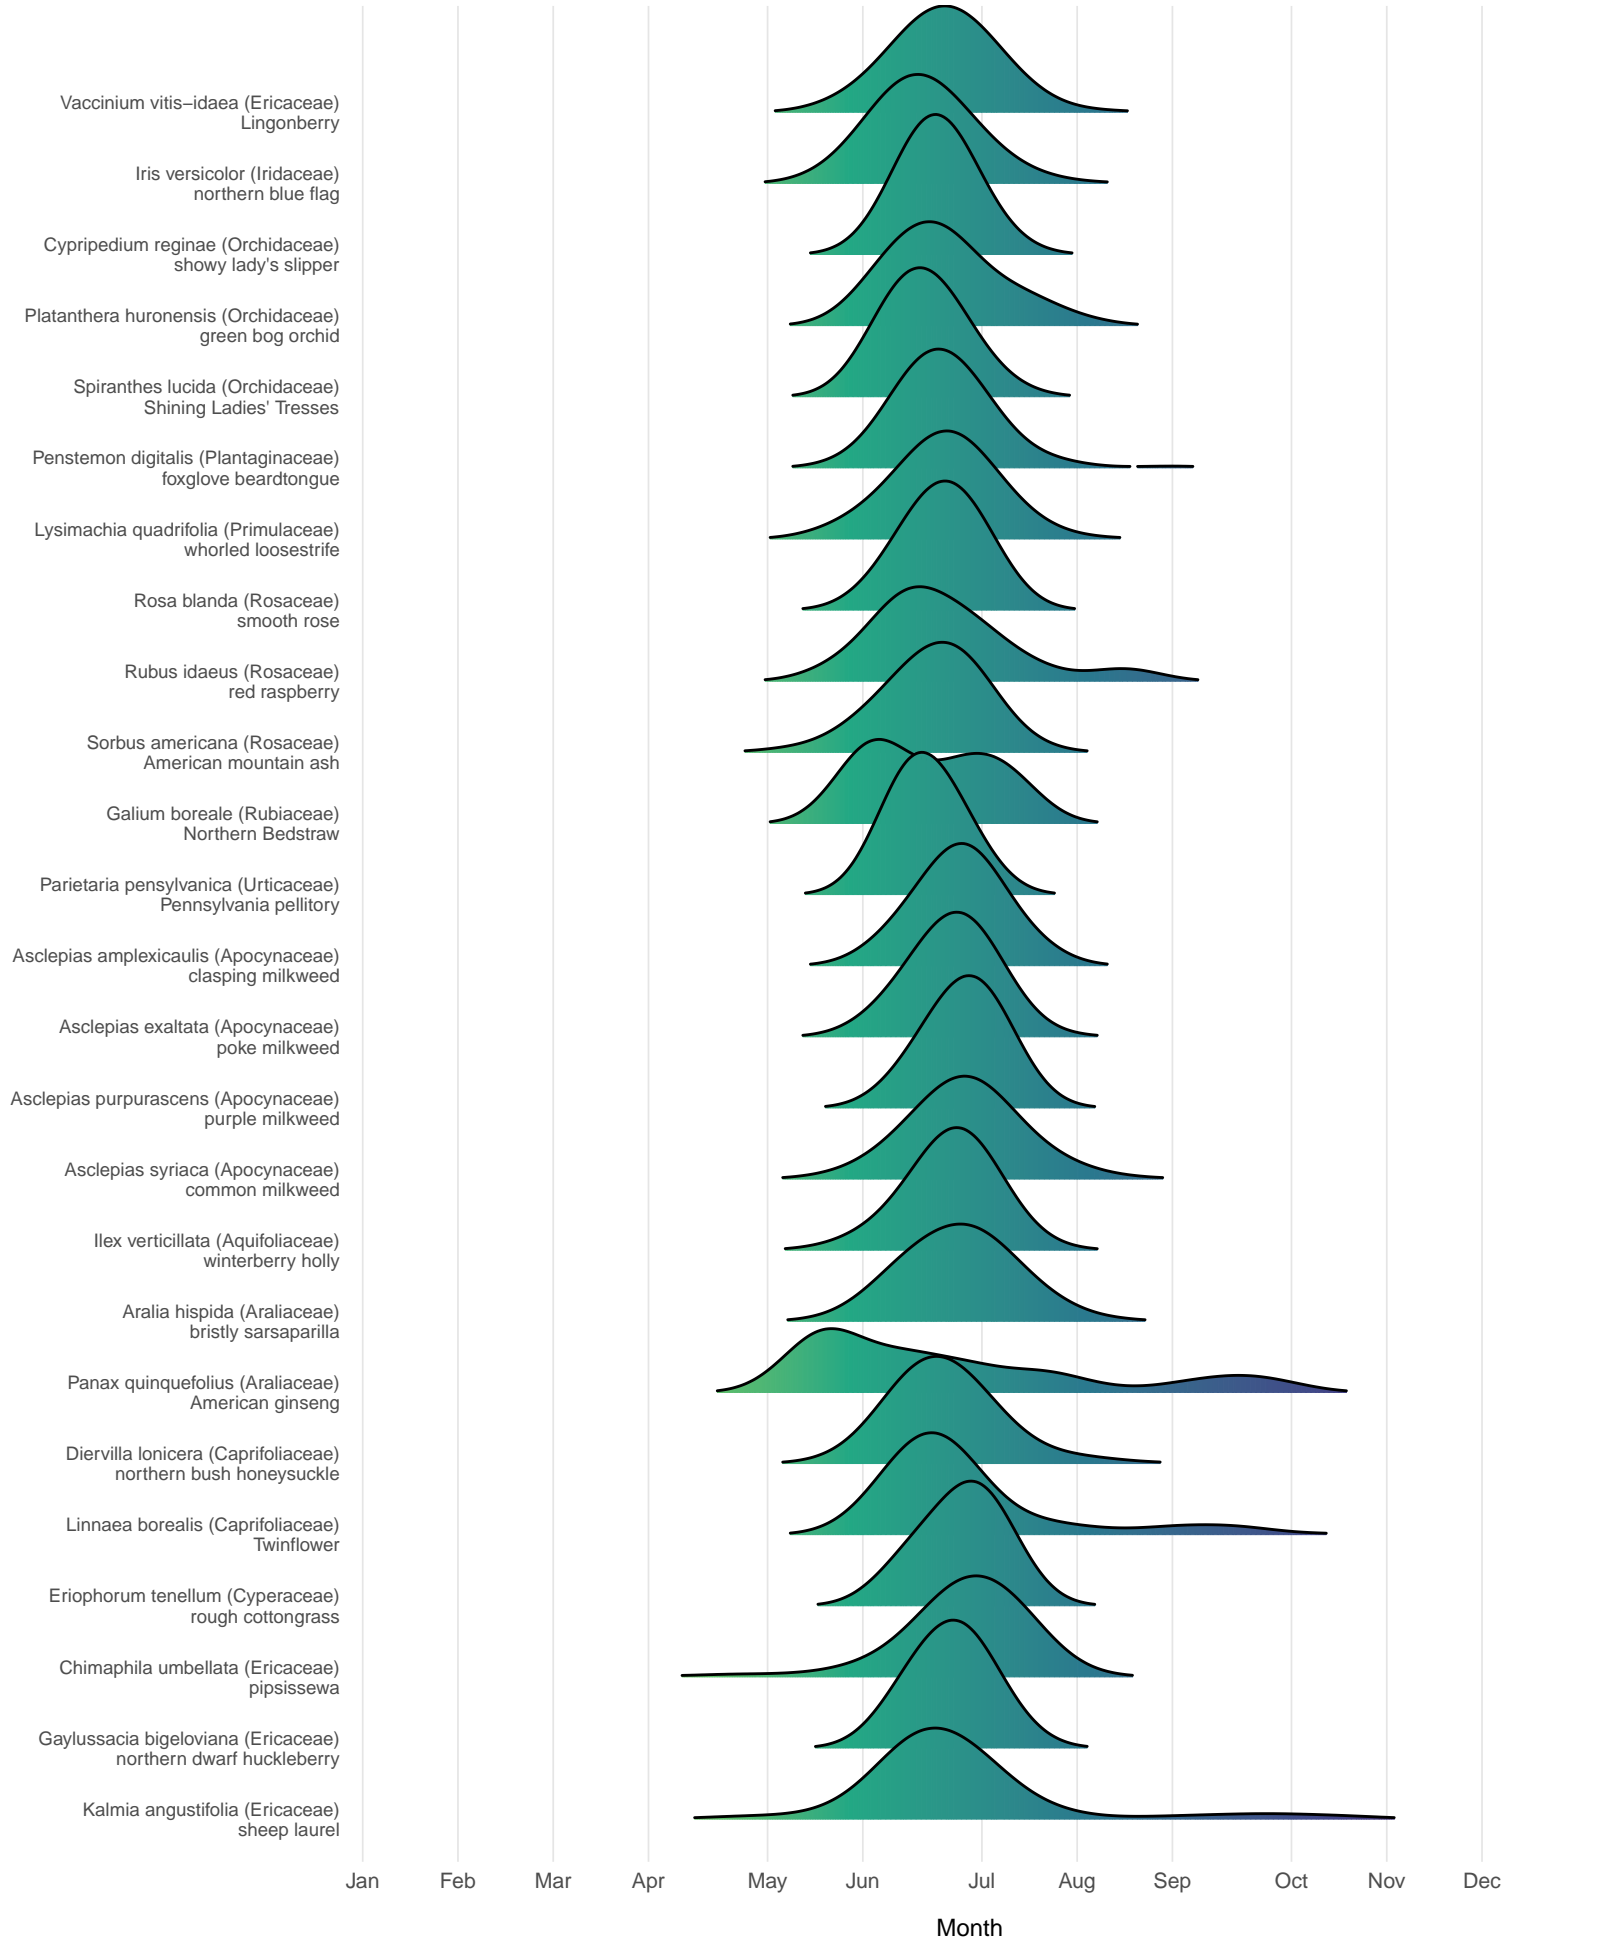 Vaccinium vitis–idaea (Ericaceae)
Lingonberry
Iris versicolor (Iridaceae)
northern blue flag
Cypripedium reginae (Orchidaceae)
showy lady's slipper
Platanthera huronensis (Orchidaceae)
green bog orchid
Spiranthes lucida (Orchidaceae)
Shining Ladies' Tresses
Penstemon digitalis (Plantaginaceae)
foxglove beardtongue
Lysimachia quadrifolia (Primulaceae)
whorled loosestrife
Rosa blanda (Rosaceae)
smooth rose
Rubus idaeus (Rosaceae)
red raspberry
Sorbus americana (Rosaceae)
American mountain ash
Galium boreale (Rubiaceae)
Northern Bedstraw
Parietaria pensylvanica (Urticaceae)
Pennsylvania pellitory
Asclepias amplexicaulis (Apocynaceae)
clasping milkweed
Asclepias exaltata (Apocynaceae)
poke milkweed
Asclepias purpurascens (Apocynaceae)
purple milkweed
Asclepias syriaca (Apocynaceae)
common milkweed
Ilex verticillata (Aquifoliaceae)
winterberry holly
Aralia hispida (Araliaceae)
bristly sarsaparilla
Panax quinquefolius (Araliaceae)
American ginseng
Diervilla lonicera (Caprifoliaceae)
northern bush honeysuckle
Linnaea borealis (Caprifoliaceae)
Twinflower
Eriophorum tenellum (Cyperaceae)
rough cottongrass
Chimaphila umbellata (Ericaceae)
pipsissewa
Gaylussacia bigeloviana (Ericaceae)
northern dwarf huckleberry
Kalmia angustifolia (Ericaceae)
sheep laurel
Jan Feb Mar Apr May Jun Jul Aug Sep Oct Nov Dec
Month